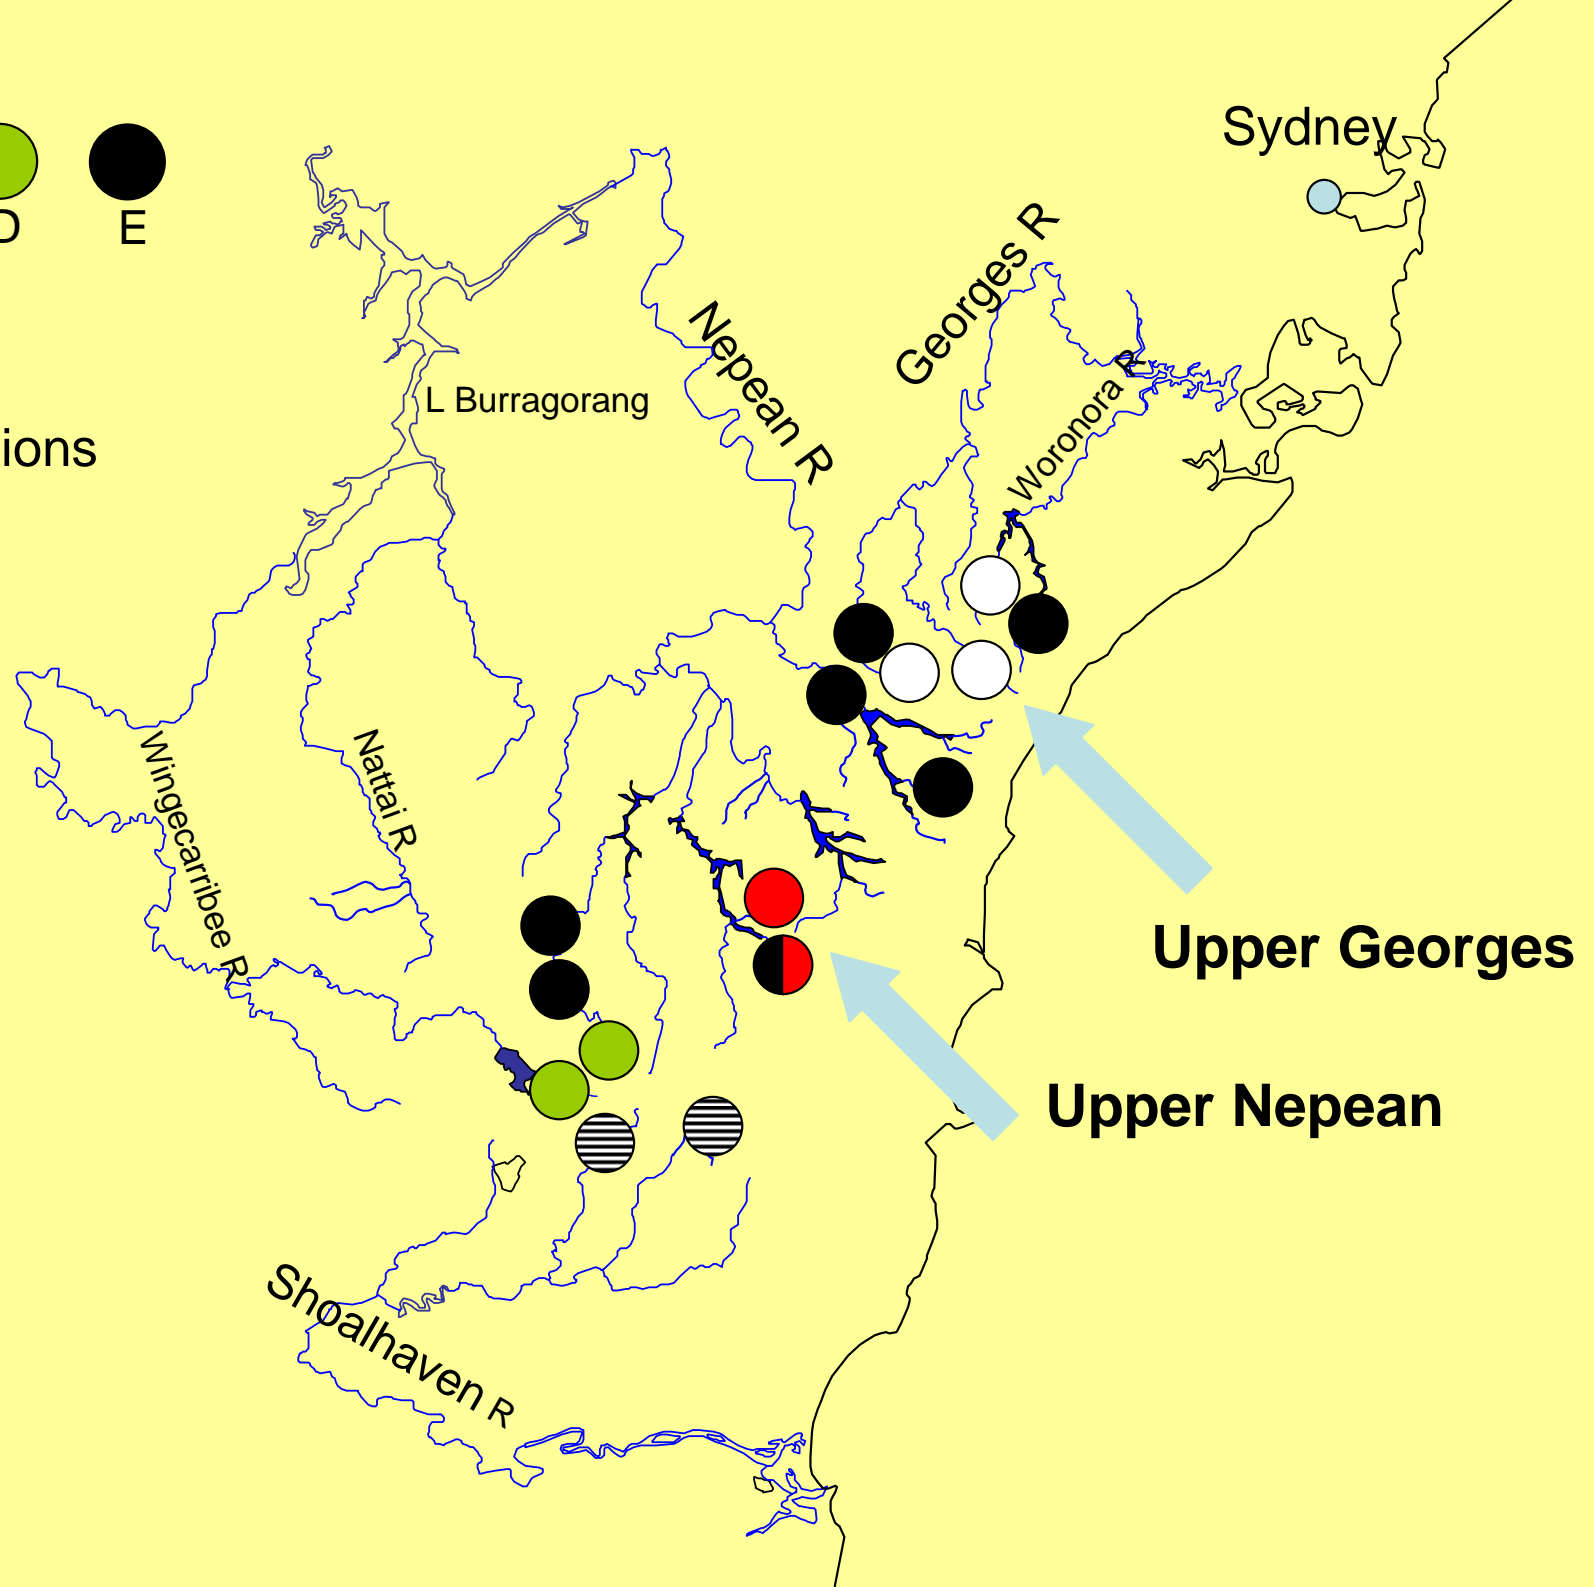 Sydney
D
E
Georges R
Nepean R
Woronora R
L Burragorang
ions
Wingecarribee R
Nattai R
Upper Georges
Upper Nepean
Shoalhaven R